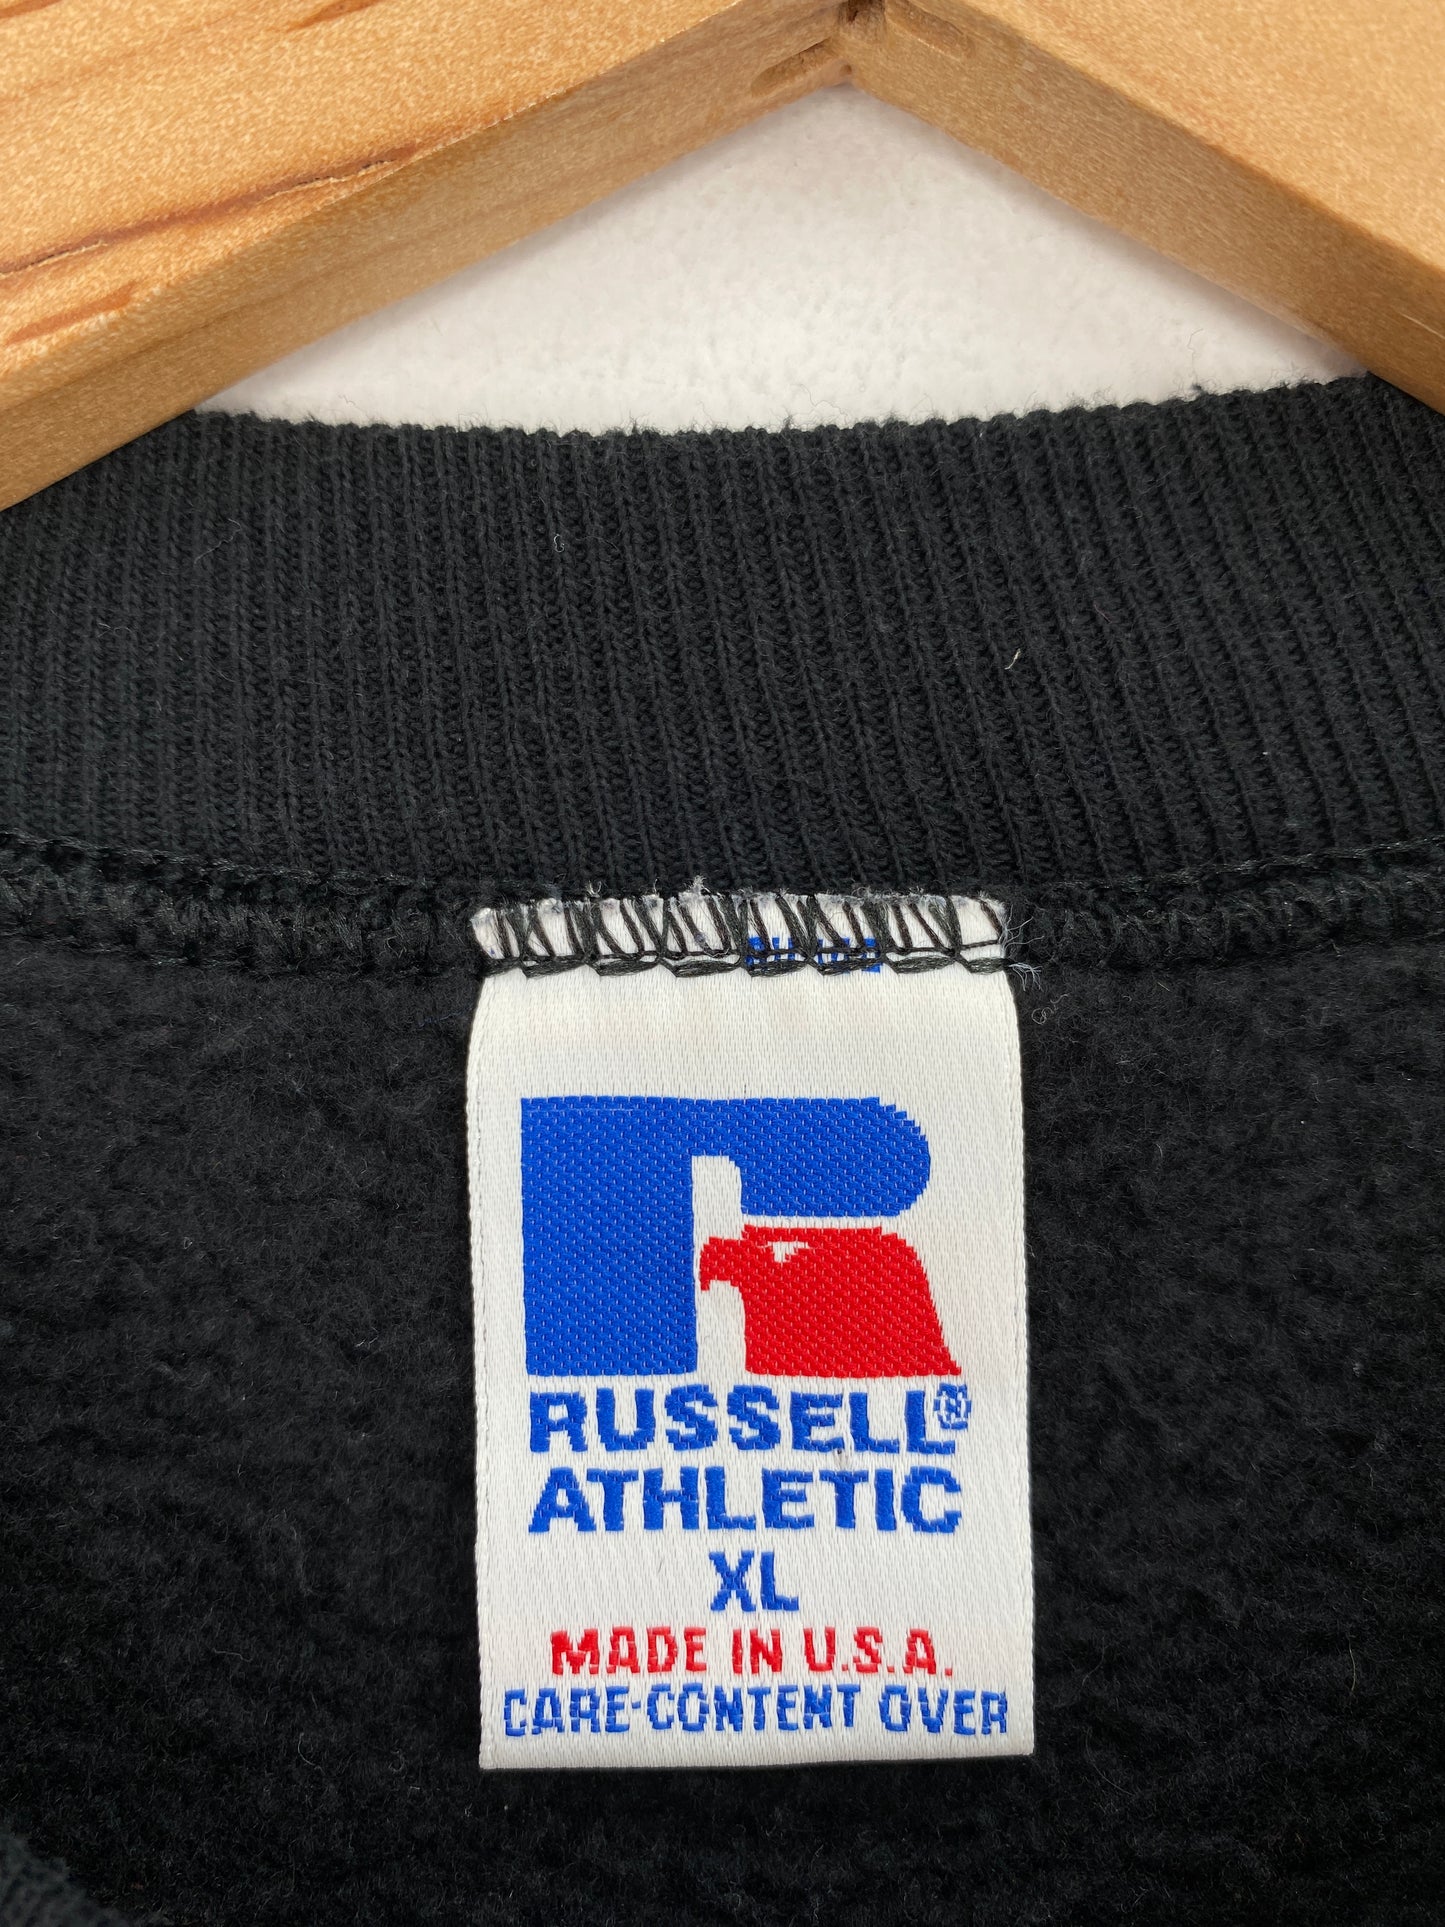 RUSSELL®
ATHLETIC
XL
MADE IN U.S.A.
CARE-CONTENT OVER